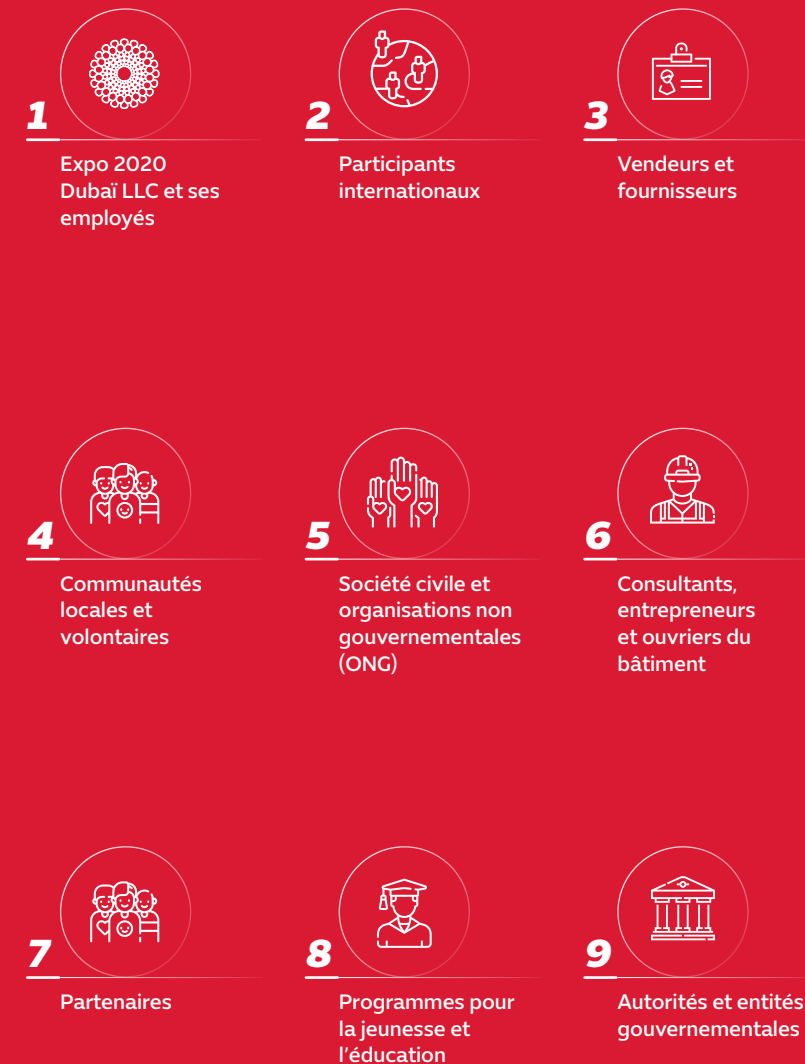 1
Expo 2020
Dubaï LLC et ses
employés
2
Participants
internationaux
3
Vendeurs et
fournisseurs
4
Communautés
locales et
volontaires
5
Société civile et
organisations non
gouvernementales
(ONG)
6
Consultants,
entrepreneurs
et ouvriers du
bâtiment
7
Partenaires
8
Programmes pour
la jeunesse et
l'éducation
9
Autorités et entités
gouvernementales